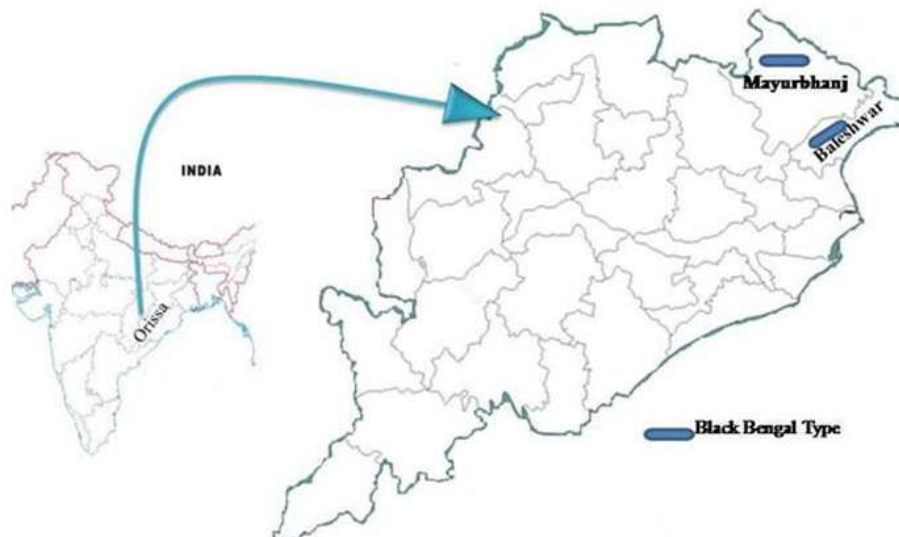 Mayurbhanj
Baleshwar
INDIA
Orissa
Black Bengal Type